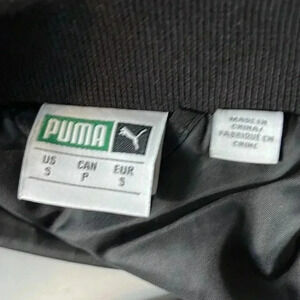 PUMA
US CAN EUR
S P S
MADE IN
CHINA/
FABRIQUÉ EN
CHINE